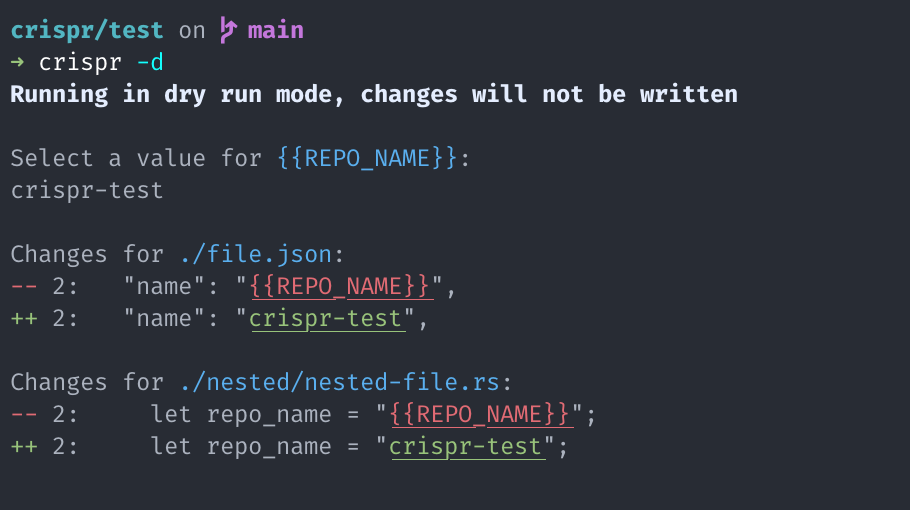 crispr/test on main
→ crispr -d
Running in dry run mode, changes will not be written
Select a value for {{REPO_NAME}}:
crispr-test
Changes for ./file.json:
-- 2:   "name": "{{REPO_NAME}}",
++ 2:   "name": "crispr-test",
Changes for ./nested/nested-file.rs:
-- 2:     let repo_name = "{{REPO_NAME}}";
++ 2:     let repo_name = "crispr-test";